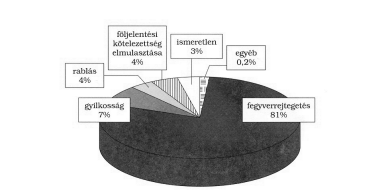 följelentési
kötelezettség
elmulasztása
4%
ismeretlen
3%
egyéb
0,2%
rablás
4%
gyilkosság
7%
fegyverrejtegetés
81%